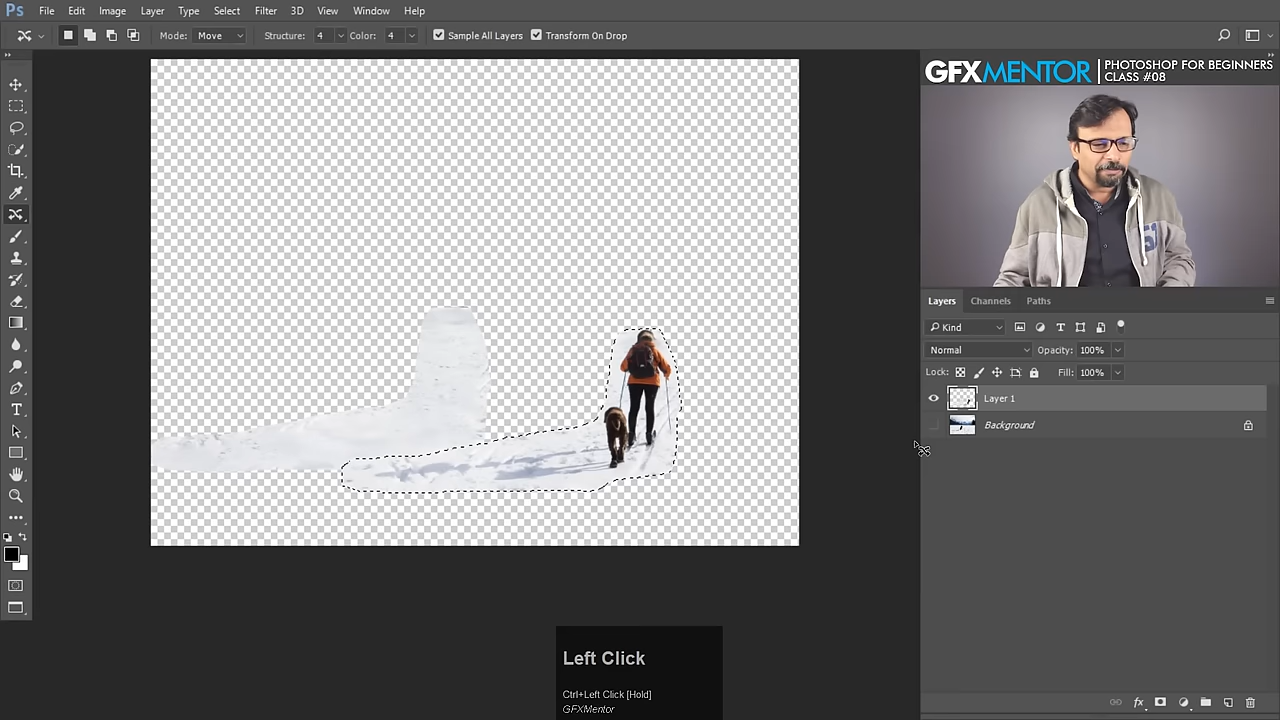 Ps File Edit Image Layer Type Select Filter 3D View Window Help
Mode: Move Structure: 4 Color: 4 Sample All Layers Transform On Drop
GFXMENTOR
PHOTOSHOP FOR BEGINNERS
CLASS #08
Layers Channels Paths
Kind
Normal Opacity: 100%
Lock: Fill: 100%
Layer 1
Background
Left Click
Ctrl+Left Click [Hold]
GFXMentor